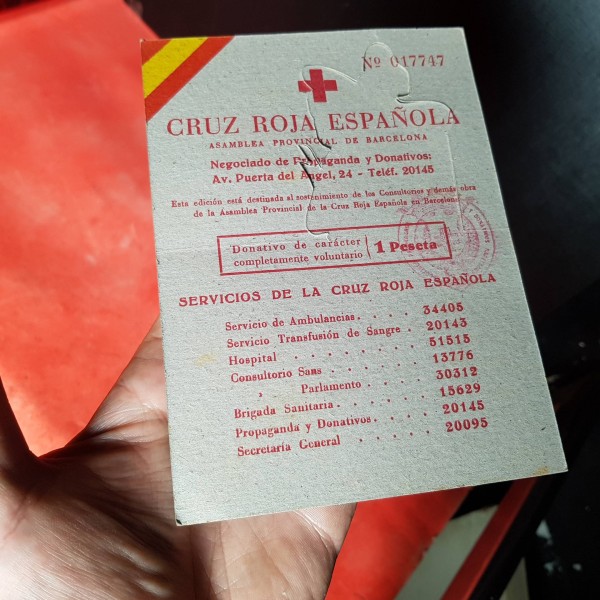 Nº 017747
CRUZ ROJA ESPAÑOLA
ASAMBLEA PROVINCIAL DE BARCELONA
Negociado de Propaganda y Donativos:
Av. Puerta del Angel, 24 - Teléf. 20145
Esta edición está destinada al sostenimiento de los Consultorios y demás obra
de la Asamblea Provincial de la Cruz Roja Española en Barcelona
Donativo de carácter
completamente voluntario
1 Peseta
SERVICIOS DE LA CRUZ ROJA ESPAÑOLA
Servicio de Ambulancias. . . . 34405
Servicio Transfusión de Sangre . 20143
Hospital . . . . . . . . 51515
Consultorio Sans . . . . . . 13776
» Parlamento . . . . 30312
Brigada Sanitaria . . . . . . 15629
Propaganda y Donativos. . . . 20145
Secretaría General . . . . . 20095